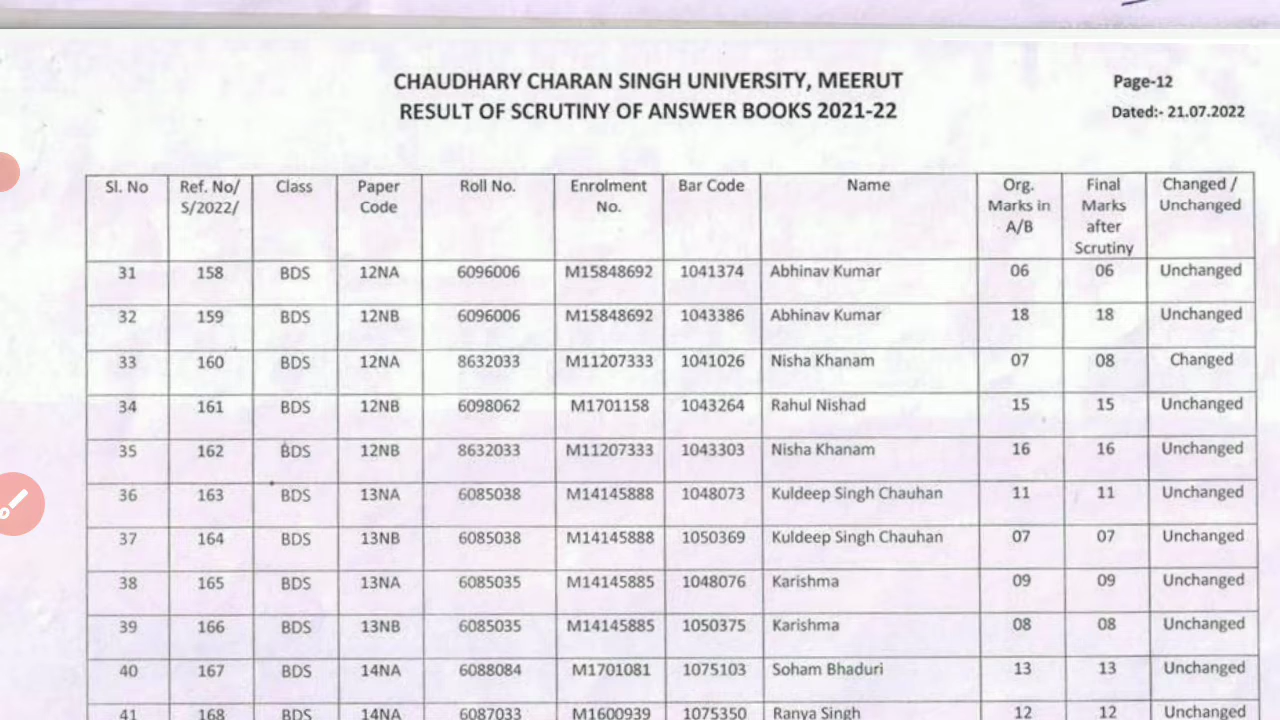 CHAUDHARY CHARAN SINGH UNIVERSITY, MEERUT
Page-12
RESULT OF SCRUTINY OF ANSWER BOOKS 2021-22
Dated:- 21.07.2022
Sl. No Ref. No/ S/2022/ Class Paper Code Roll No. Enrolment No. Bar Code Name Org. Marks in A/B Final Marks after Scrutiny Changed / Unchanged
31 158 BDS 12NA 6096006 M15848692 1041374 Abhinav Kumar 06 06 Unchanged
32 159 BDS 12NB 6096006 M15848692 1043386 Abhinav Kumar 18 18 Unchanged
33 160 BDS 12NA 8632033 M11207333 1041026 Nisha Khanam 07 08 Changed
34 161 BDS 12NB 6098062 M1701158 1043264 Rahul Nishad 15 15 Unchanged
35 162 BDS 12NB 8632033 M11207333 1043303 Nisha Khanam 16 16 Unchanged
36 163 BDS 13NA 6085038 M14145888 1048073 Kuldeep Singh Chauhan 11 11 Unchanged
37 164 BDS 13NB 6085038 M14145888 1050369 Kuldeep Singh Chauhan 07 07 Unchanged
38 165 BDS 13NA 6085035 M14145885 1048076 Karishma 09 09 Unchanged
39 166 BDS 13NB 6085035 M14145885 1050375 Karishma 08 08 Unchanged
40 167 BDS 14NA 6088084 M1701081 1075103 Soham Bhaduri 13 13 Unchanged
41 168 BDS 14NA 6087033 M1600939 1075350 Ranya Singh 12 12 Unchanged